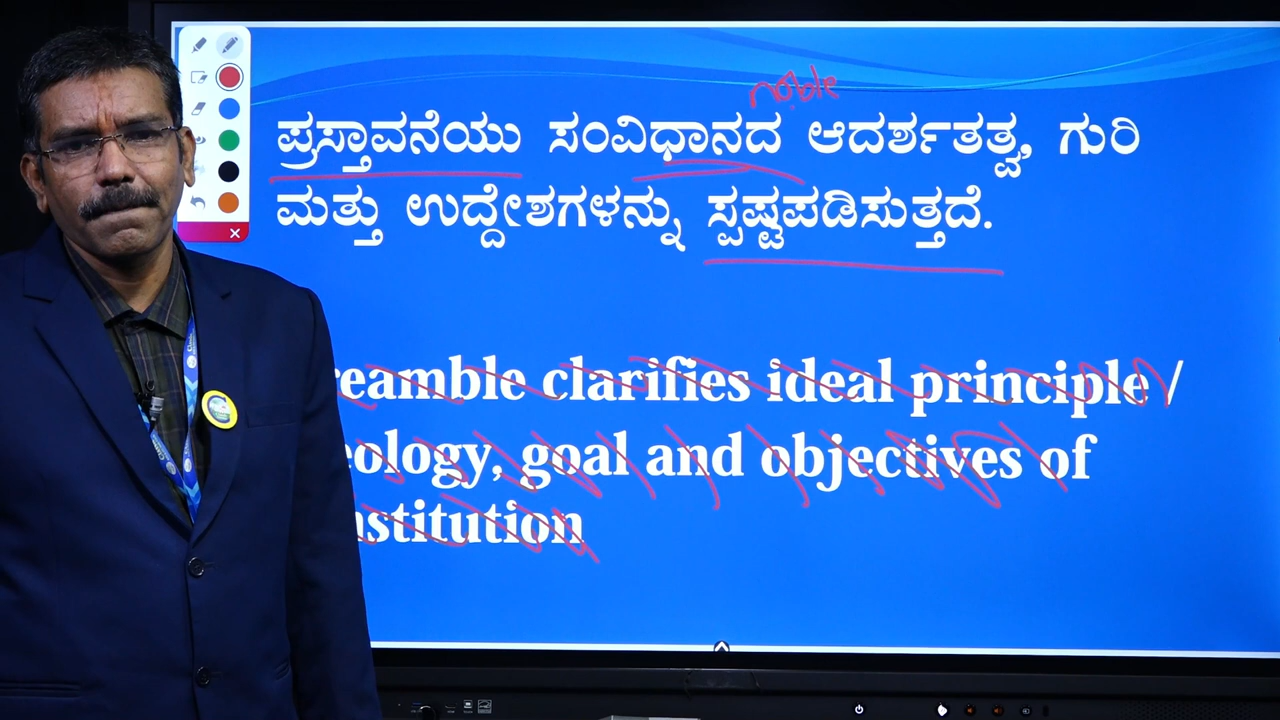 noble
ಪ್ರಸ್ತಾವನೆಯು ಸಂವಿಧಾನದ ಆದರ್ಶತತ್ವ, ಗುರಿ
ಮತ್ತು ಉದ್ದೇಶಗಳನ್ನು ಸ್ಪಷ್ಟಪಡಿಸುತ್ತದೆ.
reamble clarifies ideal principle /
eology, goal and objectives of
nstitution